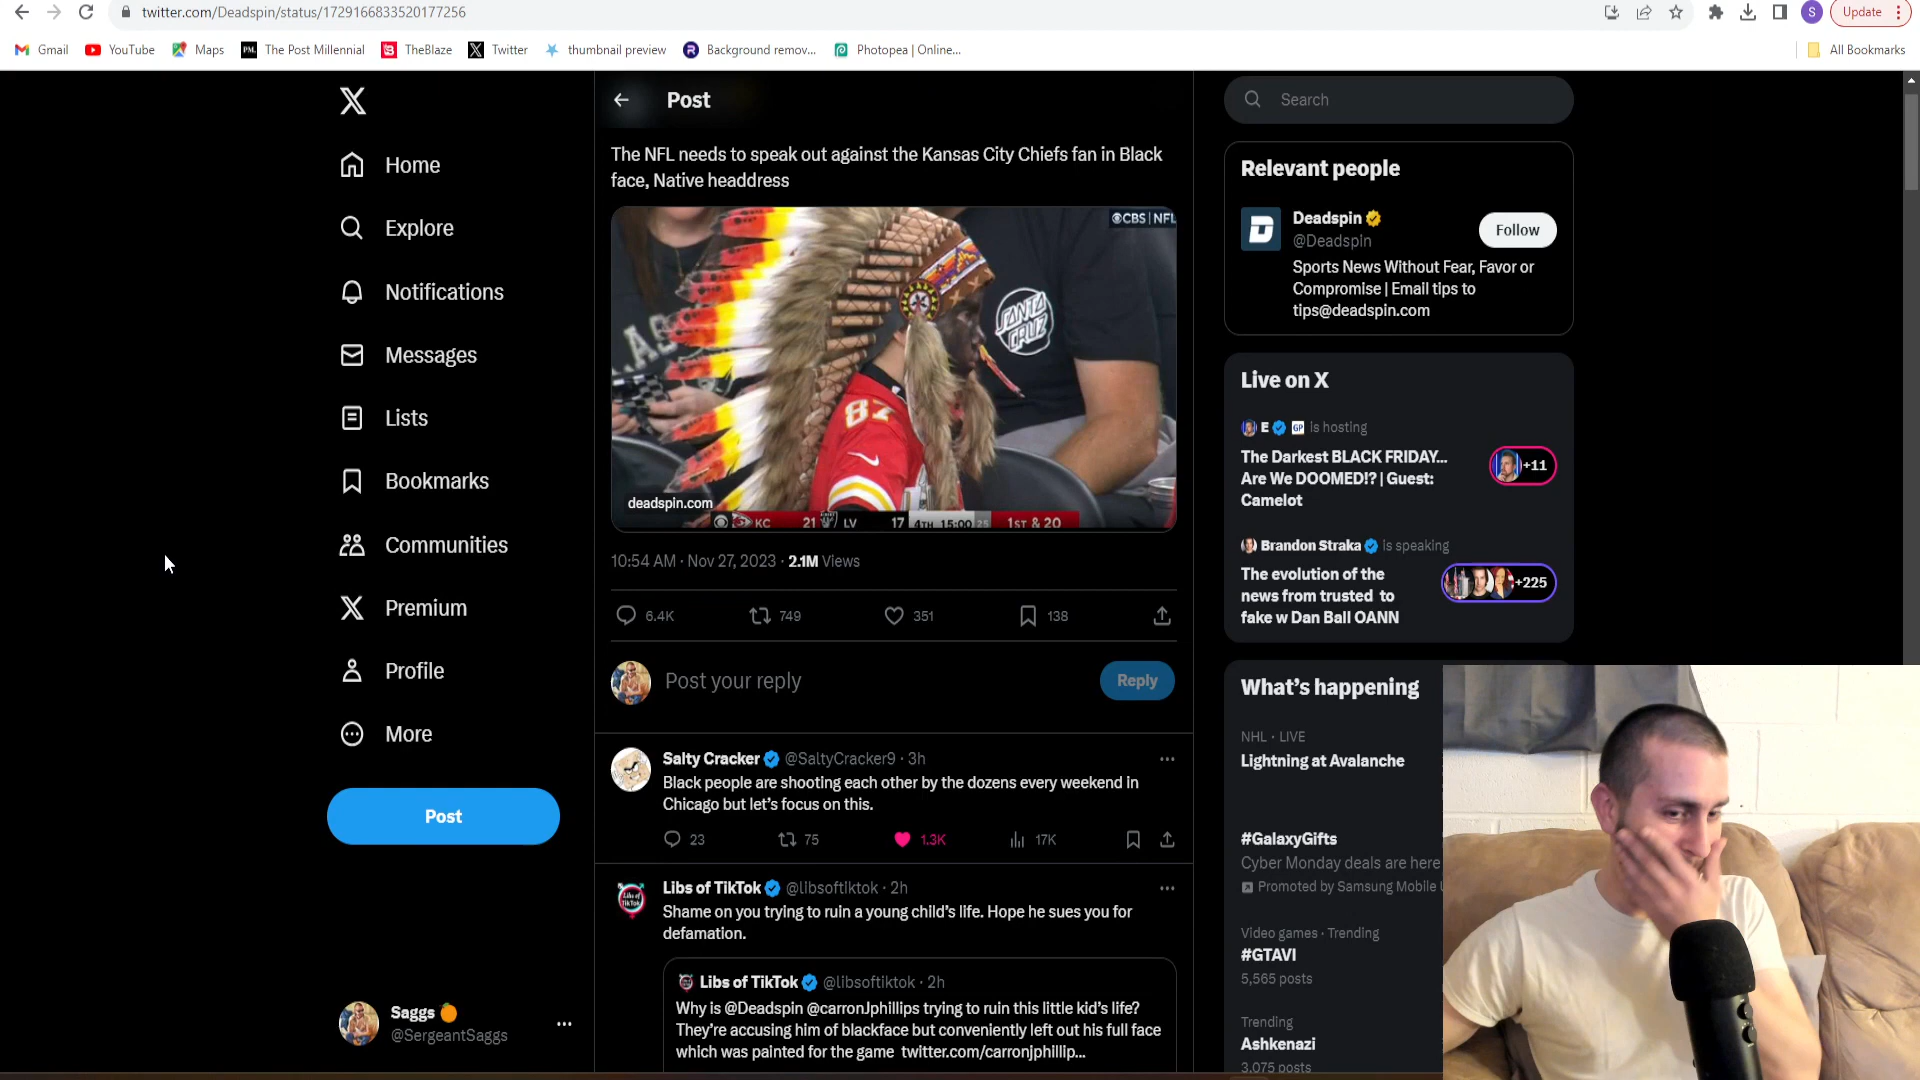 twitter.com/Deadspin/status/1729166833520177256
S
Update
Gmail
YouTube
Maps
PM.
The Post Millennial
TheBlaze
Twitter
thumbnail preview
Background remov...
Photopea | Online...
All Bookmarks
Home
Explore
Notifications
Messages
Lists
Bookmarks
Communities
Premium
Profile
More
Post
Saggs
@SergeantSaggs
Post
The NFL needs to speak out against the Kansas City Chiefs fan in Black
face, Native headdress
CBS | NFL
SANTA
CRUZ
87
deadspin.com
KC 21 LV 17 4TH 15:00 25 1ST & 20
10:54 AM · Nov 27, 2023 · 2.1M Views
6.4K 749 351 138
Post your reply
Reply
Salty Cracker @SaltyCracker9 · 3h
Black people are shooting each other by the dozens every weekend in
Chicago but let's focus on this.
23 75 1.3K 17K
Libs of TikTok @libsoftiktok · 2h
Shame on you trying to ruin a young child's life. Hope he sues you for
defamation.
Libs of TikTok @libsoftiktok · 2h
Why is @Deadspin @carronJphillips trying to ruin this little kid's life?
They're accusing him of blackface but conveniently left out his full face
which was painted for the game twitter.com/carronjphillip...
Search
Relevant people
Deadspin
@Deadspin
Follow
Sports News Without Fear, Favor or
Compromise | Email tips to
tips@deadspin.com
Live on X
E GP is hosting
The Darkest BLACK FRIDAY...
Are We DOOMED!? | Guest:
Camelot
+11
Brandon Straka is speaking
The evolution of the
news from trusted to
fake w Dan Ball OANN
+225
What's happening
NHL · LIVE
Lightning at Avalanche
#GalaxyGifts
Cyber Monday deals are here
Promoted by Samsung Mobile
Video games · Trending
#GTAVI
5,565 posts
Trending
Ashkenazi
3,075 posts